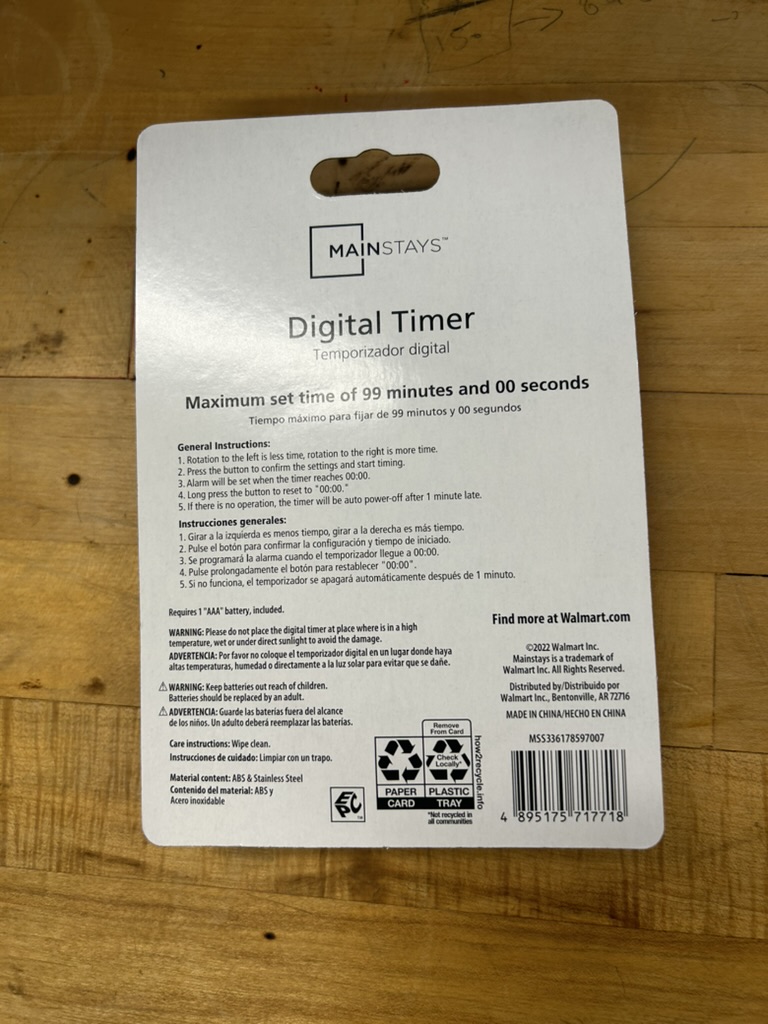 150
MAINSTAYS™
Digital Timer
Temporizador digital
Maximum set time of 99 minutes and 00 seconds
Tiempo máximo para fijar de 99 minutos y 00 segundos
General Instructions:
1. Rotation to the left is less time, rotation to the right is more time.
2. Press the button to confirm the settings and start timing.
3. Alarm will be set when the timer reaches 00:00.
4. Long press the button to reset to "00:00."
5. If there is no operation, the timer will be auto power-off after 1 minute late.
Instrucciones generales:
1. Girar a la izquierda es menos tiempo, girar a la derecha es más tiempo.
2. Pulse el botón para confirmar la configuración y tiempo de iniciado.
3. Se programará la alarma cuando el temporizador llegue a 00:00.
4. Pulse prolongadamente el botón para restablecer "00:00".
5. Si no funciona, el temporizador se apagará automáticamente después de 1 minuto.
Requires 1 "AAA" battery, included.
WARNING: Please do not place the digital timer at place where is in a high
temperature, wet or under direct sunlight to avoid the damage.
ADVERTENCIA: Por favor no coloque el temporizador digital en un lugar donde haya
altas temperaturas, humedad o directamente a la luz solar para evitar que se dañe.
⚠WARNING: Keep batteries out reach of children.
Batteries should be replaced by an adult.
⚠ADVERTENCIA: Guarde las baterías fuera del alcance
de los niños. Un adulto deberá reemplazar las baterías.
Care instructions: Wipe clean.
Instrucciones de cuidado: Limpiar con un trapo.
Material content: ABS & Stainless Steel
Contenido del material: ABS y
Acero inoxidable
EPC™
Remove
From Card
Check
Locally*
PAPER
CARD
PLASTIC
TRAY
*Not recycled in
all communities
how2recycle.info
Find more at Walmart.com
©2022 Walmart Inc.
Mainstays is a trademark of
Walmart Inc. All Rights Reserved.
Distributed by/Distribuido por
Walmart Inc., Bentonville, AR 72716
MADE IN CHINA/HECHO EN CHINA
MSS336178597007
4 895175 717718